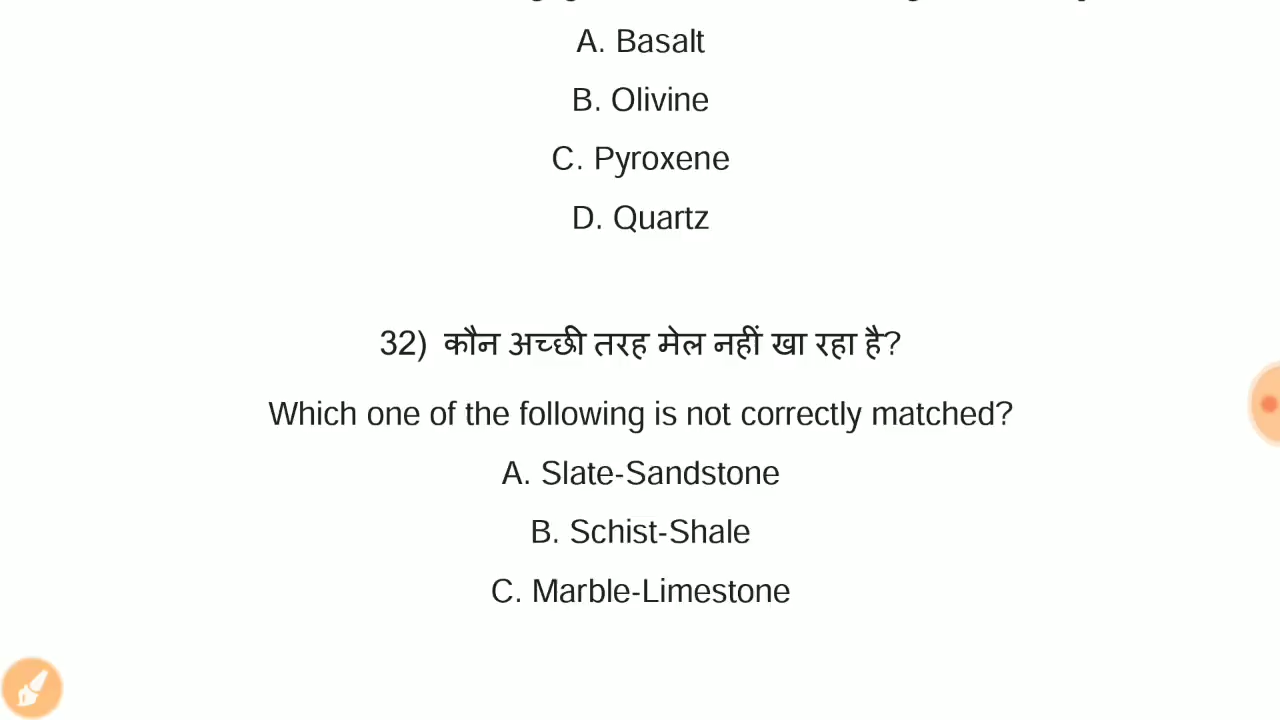 A. Basalt
B. Olivine
C. Pyroxene
D. Quartz
32) कौन अच्छी तरह मेल नहीं खा रहा है?
Which one of the following is not correctly matched?
A. Slate-Sandstone
B. Schist-Shale
C. Marble-Limestone